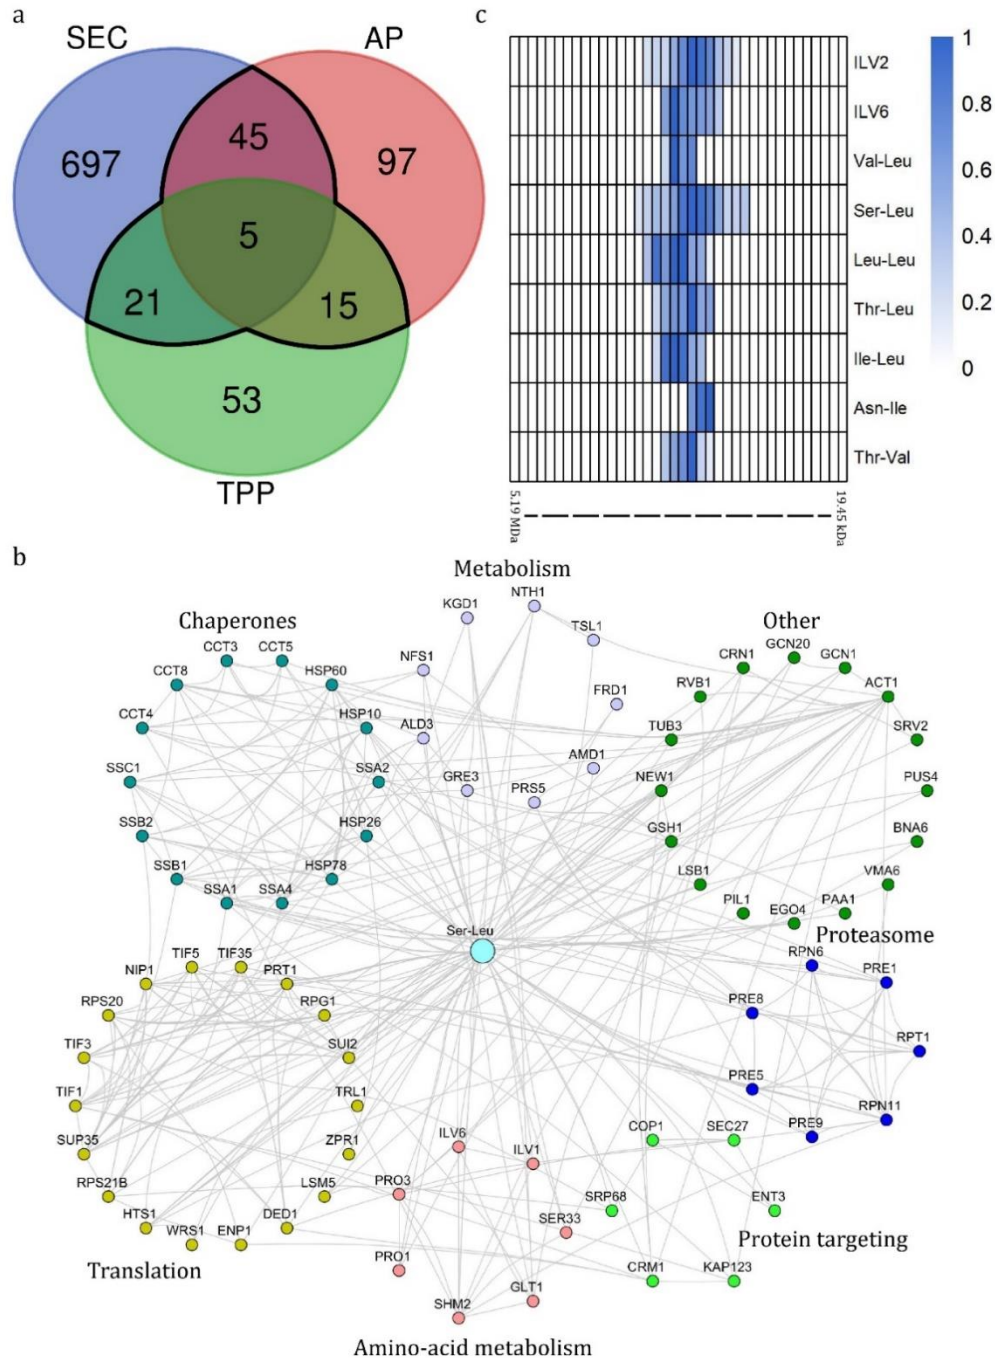 a
SEC
AP
697
45
97
5
21
15
53
TPP
c
ILV2
ILV6
Val-Leu
Ser-Leu
Leu-Leu
Thr-Leu
Ile-Leu
Asn-Ile
Thr-Val
1
0.8
0.6
0.4
0.2
0
5.19 MDa
19.45 kDa
b
Metabolism
KGD1
NTH1
TSL1
NFS1
FRD1
ALD3
AMD1
GRE3
PRS5
Chaperones
CCT3
CCT5
CCT8
HSP60
CCT4
HSP10
SSC1
SSA2
SSB2
HSP26
SSB1
HSP78
SSA1
SSA4
Other
GCN20
CRN1
GCN1
RVB1
ACT1
TUB3
SRV2
NEW1
PUS4
GSH1
BNA6
LSB1
VMA6
PIL1
EGO4
PAA1
Ser-Leu
Proteasome
RPN6
PRE1
PRE8
RPT1
PRE5
RPN11
PRE9
TIF5
TIF35
NIP1
PRT1
RPS20
RPG1
TIF3
SUI2
TIF1
TRL1
SUP35
ZPR1
RPS21B
LSM5
HTS1
DED1
WRS1
ENP1
Translation
ILV6
ILV1
PRO3
SER33
PRO1
GLT1
SHM2
Amino-acid metabolism
COP1
SEC27
SRP68
ENT3
CRM1
KAP123
Protein targeting